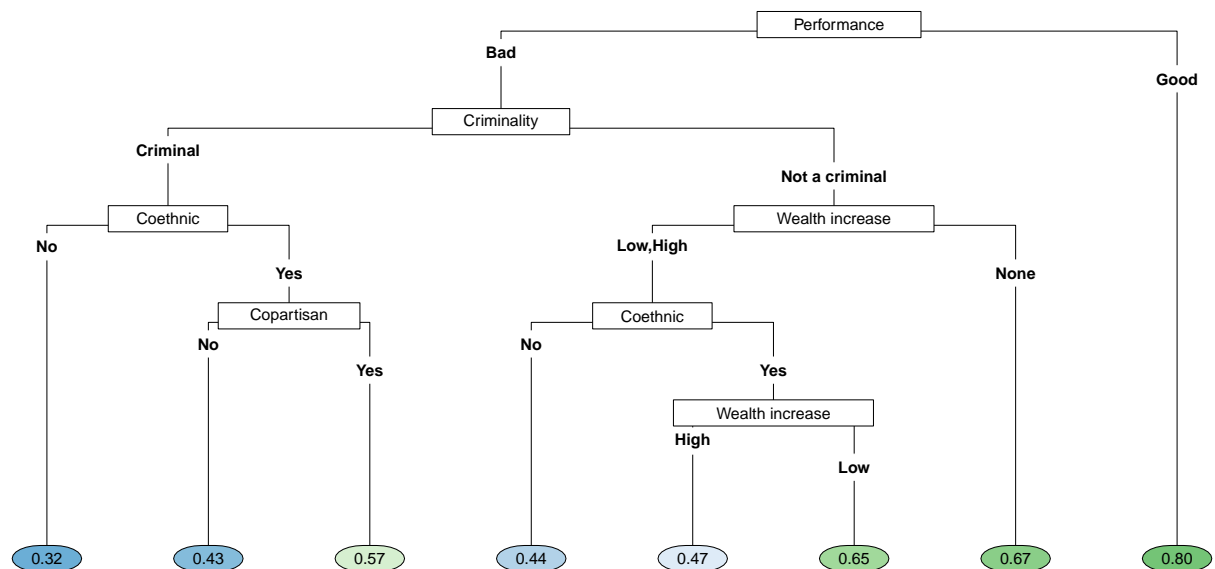 Performance
Bad
Good
Criminality
Criminal
Not a criminal
Coethnic
Wealth increase
No
Low,High
Yes
None
Copartisan
Coethnic
No
No
Yes
Yes
Wealth increase
High
Low
0.32
0.43
0.57
0.44
0.47
0.65
0.67
0.80